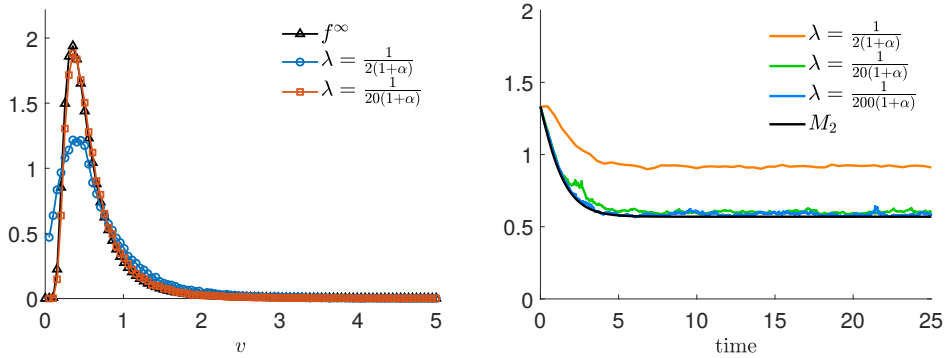 2
1.5
1
0.5
0
0 1 2 3 4 5
v
f^∞
λ = 1/2(1+α)
λ = 1/20(1+α)
2
1.5
1
0.5
0
0 5 10 15 20 25
time
λ = 1/2(1+α)
λ = 1/20(1+α)
λ = 1/200(1+α)
M₂